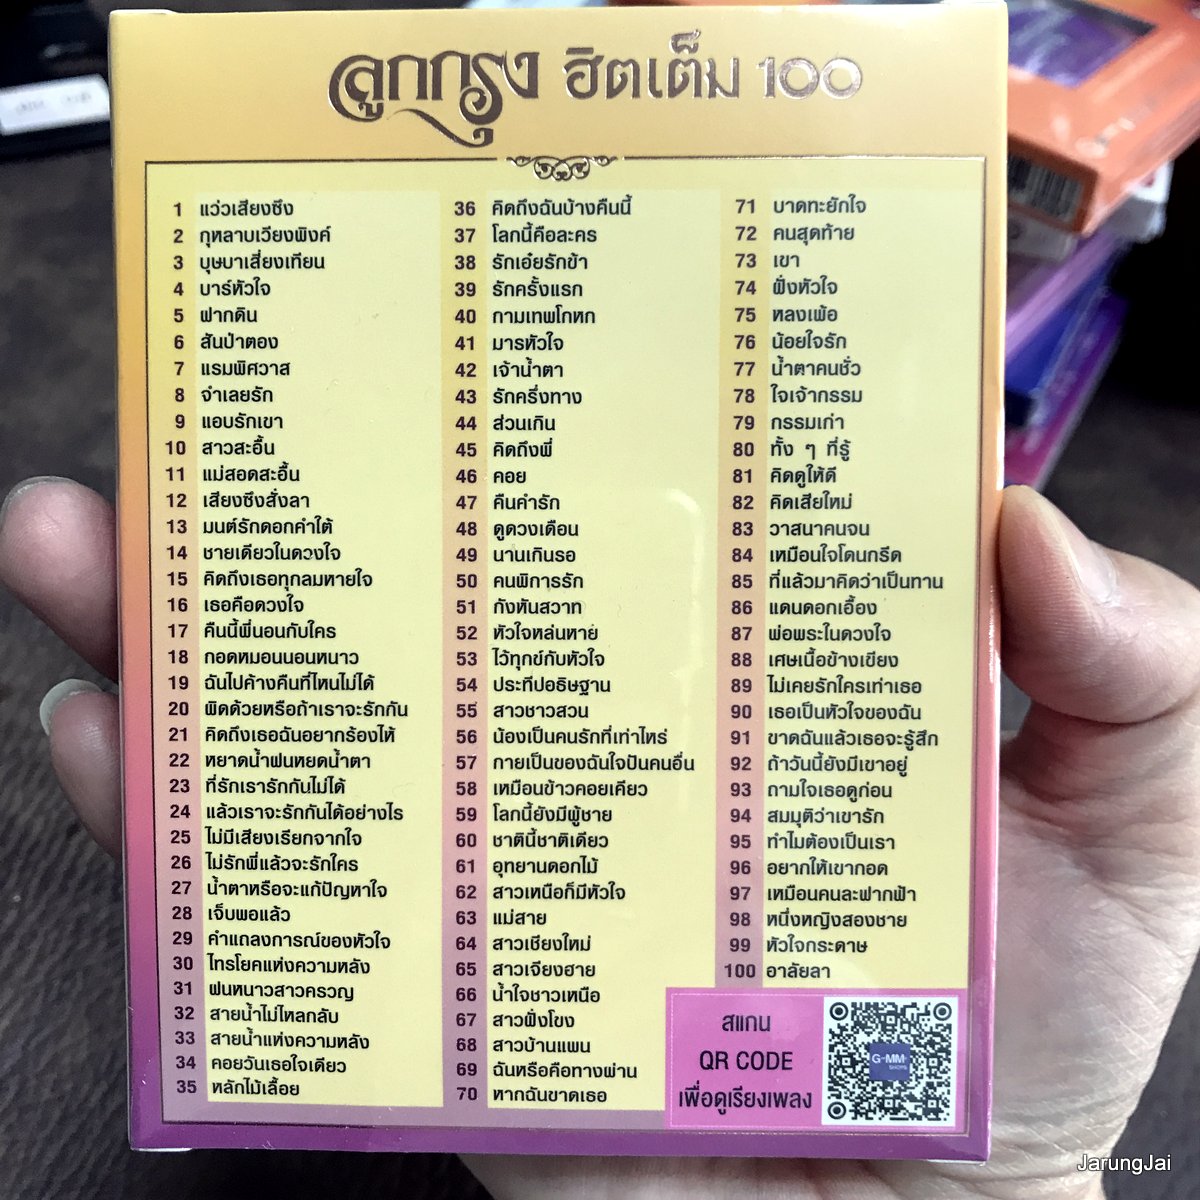 ลูกกรุง ฮิตเต็ม 100
1 แว่วเสียงซึง
2 กุหลาบเวียงพิงค์
3 บุษบาเสี่ยงเทียน
4 บาร์หัวใจ
5 ฝากดิน
6 สันป่าตอง
7 แรมพิศวาส
8 จำเลยรัก
9 แอบรักเขา
10 สาวสะอื้น
11 แม่สอดสะอื้น
12 เสียงซึงสั่งลา
13 มนต์รักดอกคำใต้
14 ชายเดียวในดวงใจ
15 คิดถึงเธอทุกลมหายใจ
16 เธอคือดวงใจ
17 คืนนี้พี่นอนกับใคร
18 กอดหมอนนอนหนาว
19 ฉันไปค้างคืนที่ไหนไม่ได้
20 ผิดด้วยหรือถ้าเราจะรักกัน
21 คิดถึงเธอฉันอยากร้องไห้
22 หยาดน้ำฝนหยดน้ำตา
23 ที่รักเรารักกันไม่ได้
24 แล้วเราจะรักกันได้อย่างไร
25 ไม่มีเสียงเรียกจากใจ
26 ไม่รักพี่แล้วจะรักใคร
27 น้ำตาหรือจะแก้ปัญหาใจ
28 เจ็บพอแล้ว
29 คำแถลงการณ์ของหัวใจ
30 ไทรโยคแห่งความหลัง
31 ฝนหนาวสาวครวญ
32 สายน้ำไม่ไหลกลับ
33 สายน้ำแห่งความหลัง
34 คอยวันเธอใจเดียว
35 หลักไม้เลื้อย
36 คิดถึงฉันบ้างคืนนี้
37 โลกนี้คือละคร
38 รักเอ๋ยรักข้า
39 รักครั้งแรก
40 กามเทพโกหก
41 มารหัวใจ
42 เจ้าน้ำตา
43 รักครึ่งทาง
44 ส่วนเกิน
45 คิดถึงพี่
46 คอย
47 คืนคำรัก
48 ดูดวงเดือน
49 นานเกินรอ
50 คนพิการรัก
51 กังหันสวาท
52 หัวใจหล่นหาย
53 ไว้ทุกข์กับหัวใจ
54 ประทีปอธิษฐาน
55 สาวชาวสวน
56 น้องเป็นคนรักที่เท่าไหร่
57 กายเป็นของฉันใจปันคนอื่น
58 เหมือนข้าวคอยเคียว
59 โลกนี้ยังมีผู้ชาย
60 ชาตินี้ชาติเดียว
61 อุทยานดอกไม้
62 สาวเหนือก็มีหัวใจ
63 แม่สาย
64 สาวเชียงใหม่
65 สาวเจียงฮาย
66 น้ำใจชาวเหนือ
67 สาวฝั่งโขง
68 สาวบ้านแพน
69 ฉันหรือคือทางผ่าน
70 หากฉันขาดเธอ
71 บาดทะยักใจ
72 คนสุดท้าย
73 เขา
74 ฝั่งหัวใจ
75 หลงเพ้อ
76 น้อยใจรัก
77 น้ำตาคนชั่ว
78 ใจเจ้ากรรม
79 กรรมเก่า
80 ทั้ง ๆ ที่รู้
81 คิดดูให้ดี
82 คิดเสียใหม่
83 วาสนาคนจน
84 เหมือนใจโดนกรีด
85 ที่แล้วมาคิดว่าเป็นทาน
86 แดนดอกเอื้อง
87 พ่อพระในดวงใจ
88 เศษเนื้อข้างเขียง
89 ไม่เคยรักใครเท่าเธอ
90 เธอเป็นหัวใจของฉัน
91 ขาดฉันแล้วเธอจะรู้สึก
92 ถ้าวันนี้ยังมีเขาอยู่
93 ถามใจเธอดูก่อน
94 สมมุติว่าเขารัก
95 ทำไมต้องเป็นเรา
96 อยากให้เขากอด
97 เหมือนคนละฟากฟ้า
98 หนึ่งหญิงสองชาย
99 หัวใจกระดาษ
100 อาลัยลา
สแกน
QR CODE
เพื่อดูเรียงเพลง
G-MM-
SHOPS
JarungJai